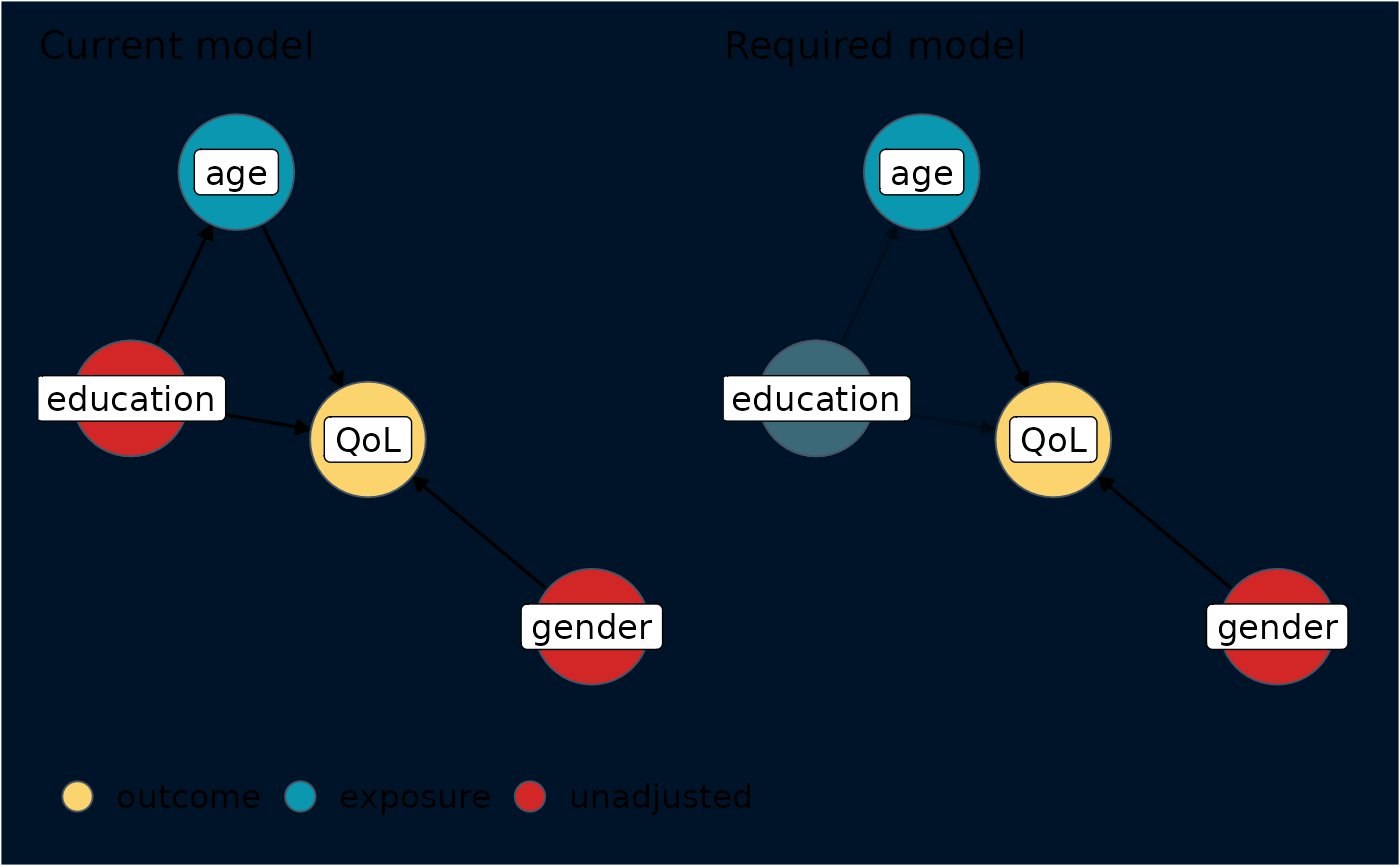 Current model
Required model
age
age
education
education
QoL
QoL
gender
gender
outcome
exposure
unadjusted